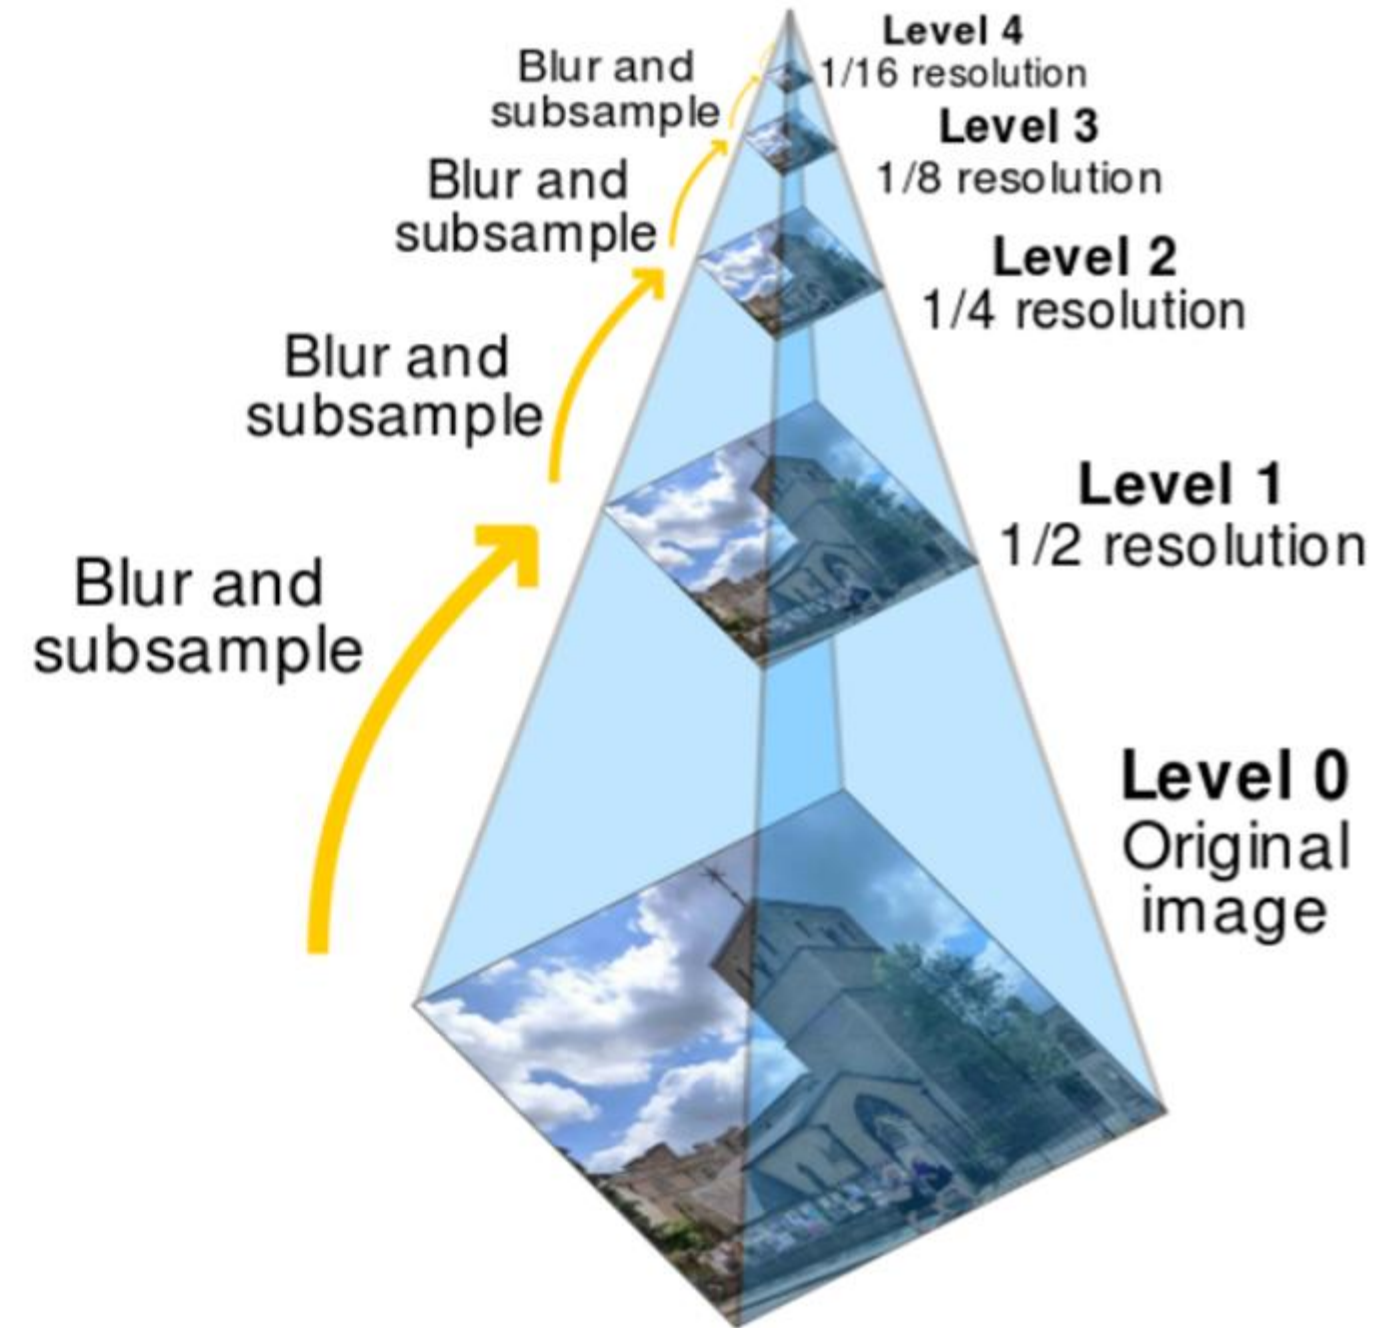 Level 4
1/16 resolution
Blur and
subsample
Level 3
1/8 resolution
Blur and
subsample
Level 2
1/4 resolution
Blur and
subsample
Level 1
1/2 resolution
Blur and
subsample
Level 0
Original
image